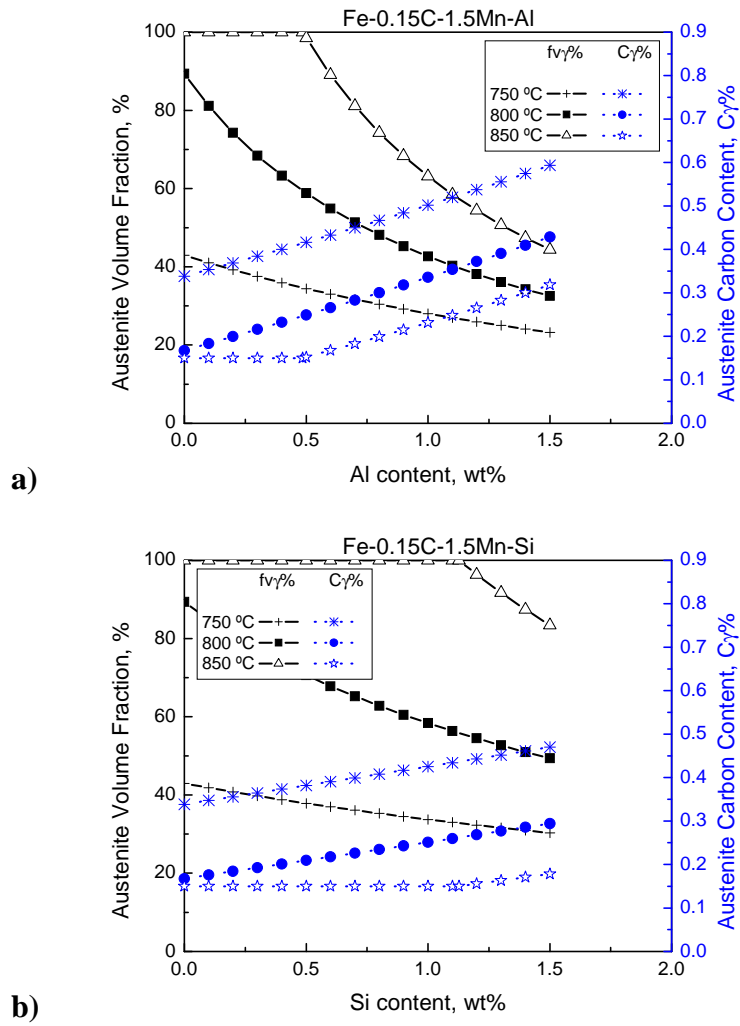 Fe-0.15C-1.5Mn-Al
fvγ% Cγ%
750 ºC
800 ºC
850 ºC
100
80
60
40
20
0
0.9
0.8
0.7
0.6
0.5
0.4
0.3
0.2
0.1
0.0
0.0 0.5 1.0 1.5 2.0
Austenite Volume Fraction, %
Austenite Carbon Content, Cγ%
Al content, wt%
a)
Fe-0.15C-1.5Mn-Si
fvγ% Cγ%
750 ºC
800 ºC
850 ºC
100
80
60
40
20
0
0.9
0.8
0.7
0.6
0.5
0.4
0.3
0.2
0.1
0.0
0.0 0.5 1.0 1.5 2.0
Austenite Volume Fraction, %
Austenite Carbon Content, Cγ%
Si content, wt%
b)